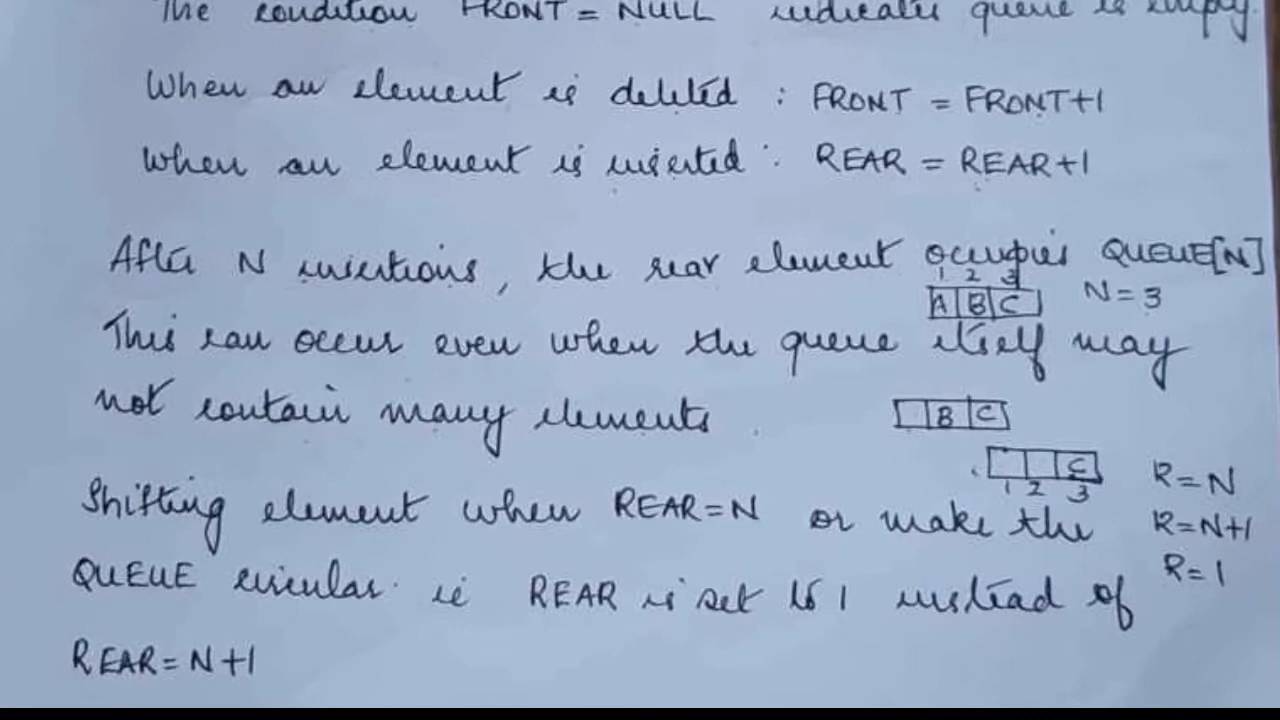 The condition FRONT = NULL indicates queue is empty.
When an element is deleted : FRONT = FRONT+1
When an element is inserted : REAR = REAR+1
After N insertions, the rear element occupies QUEUE[N]
1 2 3
A B C N=3
This can occur even when the queue itself may
not contain many elements.
B C
C
1 2 3
R=N
Shifting element when REAR=N or make the
R=N+1
QUEUE circular. ie REAR is set to 1 instead of
R=1
REAR=N+1